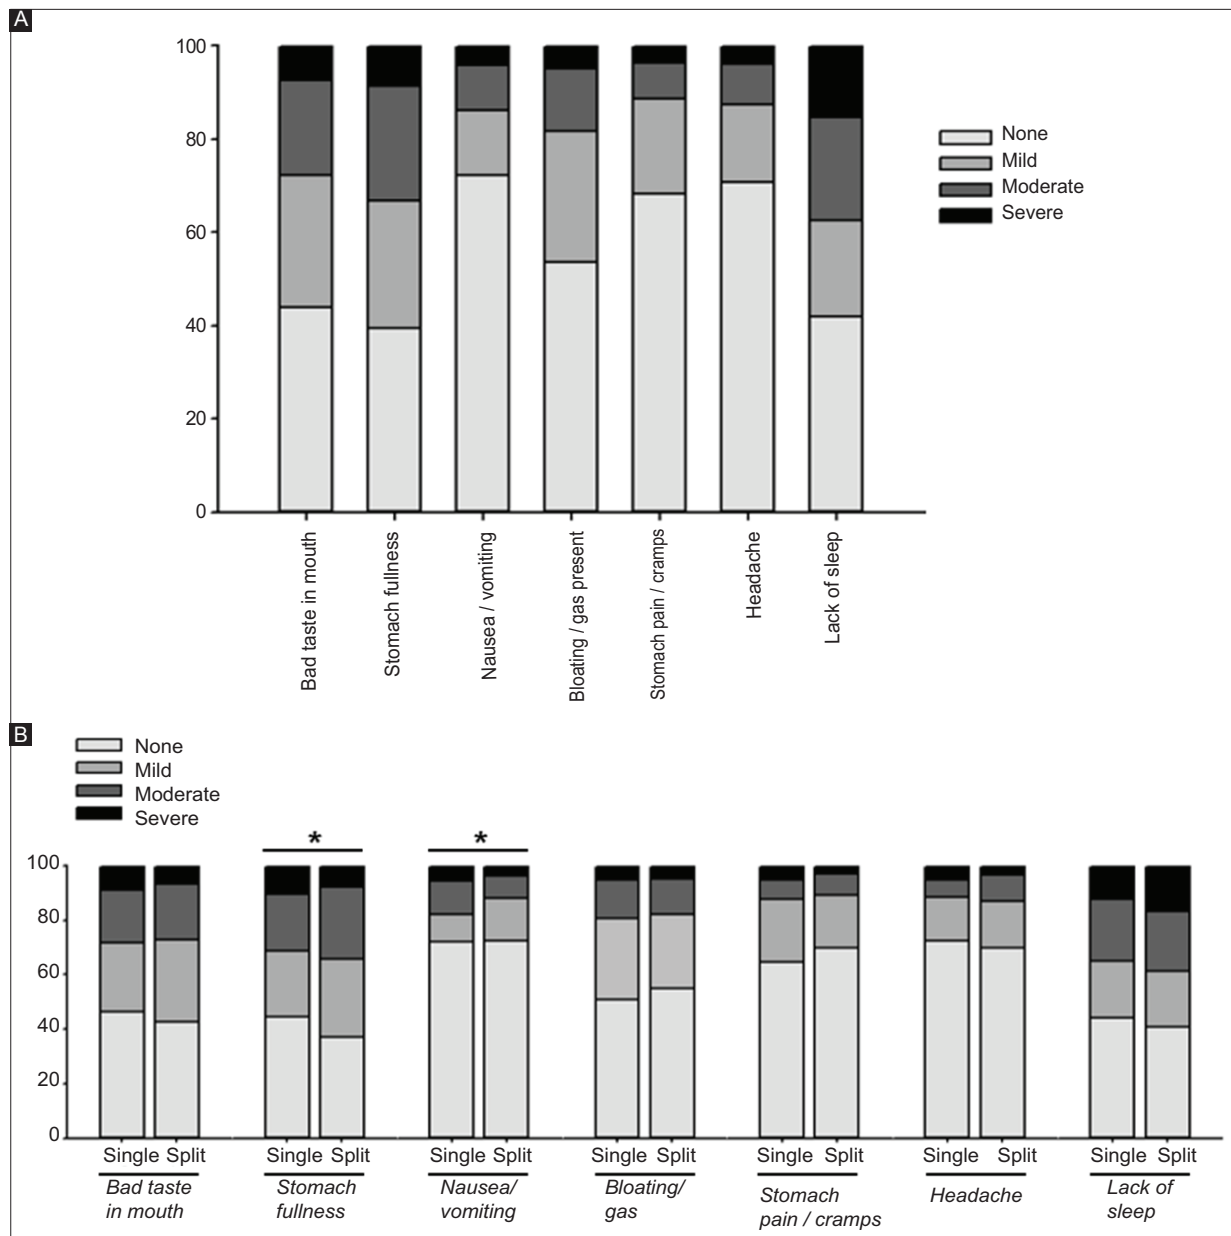 A
100
80
60
40
20
0
None
Mild
Moderate
Severe
Bad taste in mouth
Stomach fullness
Nausea / vomiting
Bloating / gas present
Stomach pain / cramps
Headache
Lack of sleep
B
None
Mild
Moderate
Severe
* *
100
80
60
40
20
0
Single Split Single Split Single Split Single Split Single Split Single Split Single Split
Bad taste
in mouth
Stomach
fullness
Nausea/
vomiting
Bloating/
gas
Stomach
pain / cramps
Headache
Lack of
sleep